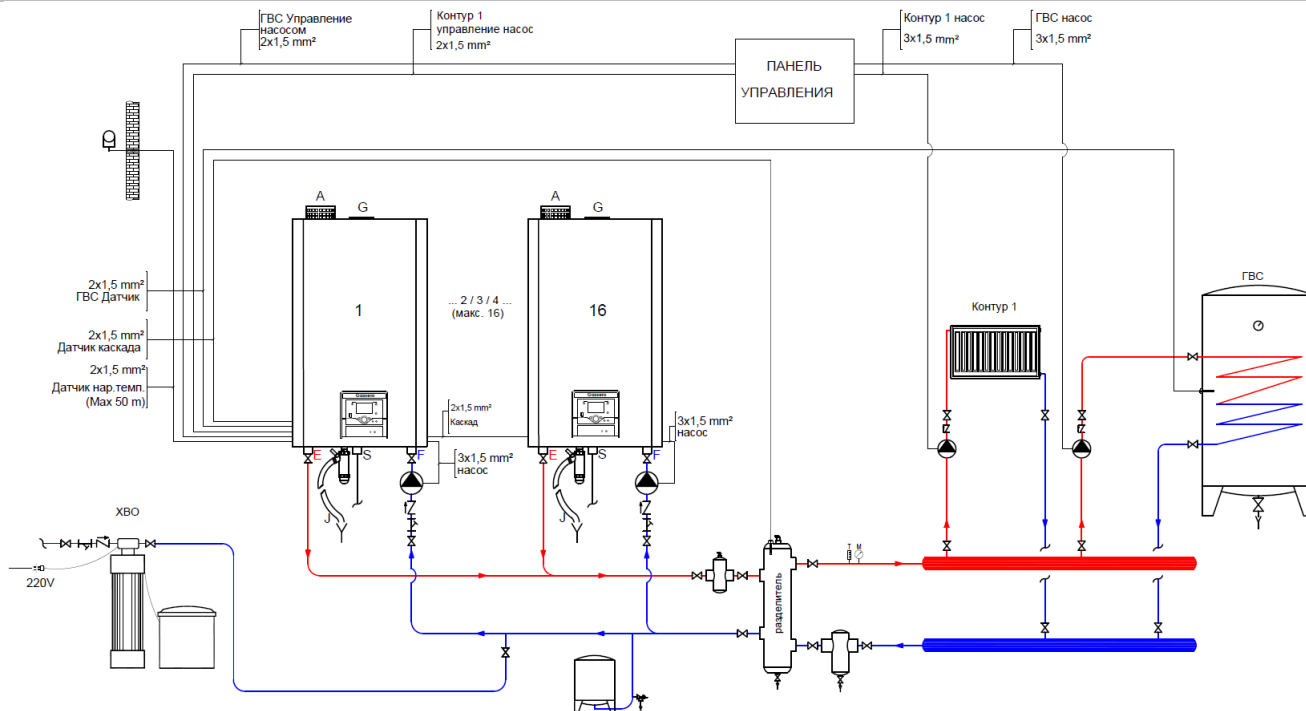 ГВС Управление
насосом
2x1,5 mm²
Контур 1
управление насос
2x1,5 mm²
Контур 1 насос
3x1,5 mm²
ГВС насос
3x1,5 mm²
ПАНЕЛЬ
УПРАВЛЕНИЯ
A
G
A
G
2x1,5 mm²
ГВС Датчик
2x1,5 mm²
Датчик каскада
2x1,5 mm²
Датчик нар.темп.
(Max 50 m)
1
... 2 / 3 / 4 ...
(макс. 16)
16
Контур 1
ГВС
2x1,5 mm²
Каскад
3x1,5 mm²
насос
E
S
F
E
S
F
3x1,5 mm²
насос
J
J
ХВО
220V
T
M
разделитель